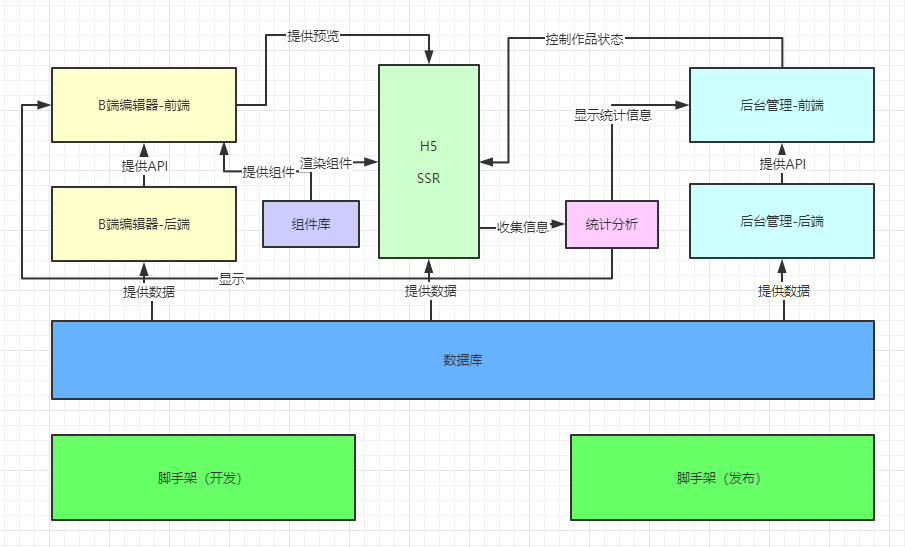 提供预览
控制作品状态
B端编辑器-前端
后台管理-前端
显示统计信息
H5
SSR
提供API
提供组件
渲染组件
提供API
B端编辑器-后端
组件库
收集信息
统计分析
后台管理-后端
显示
提供数据
提供数据
提供数据
数据库
脚手架（开发）
脚手架（发布）